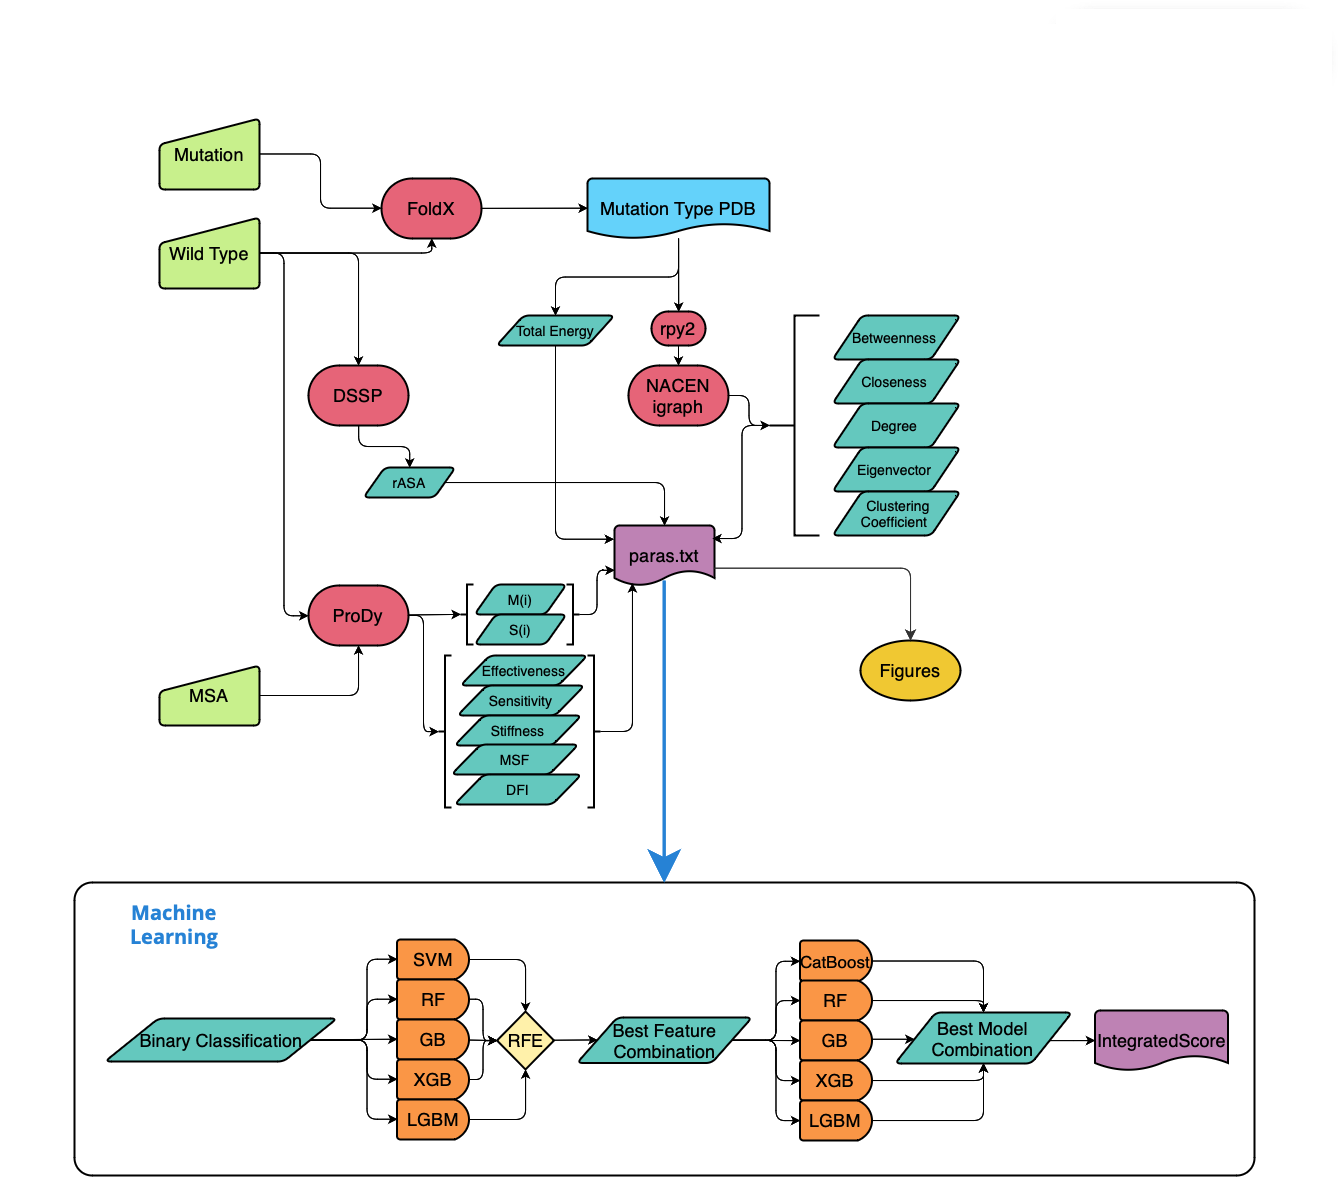 Mutation
FoldX
Mutation Type PDB
Wild Type
Total Energy
rpy2
Betweenness
NACEN
igraph
Closeness
DSSP
Degree
Eigenvector
rASA
Clustering
Coefficient
paras.txt
M(i)
ProDy
S(i)
Effectiveness
Figures
MSA
Sensitivity
Stiffness
MSF
DFI
Machine
Learning
SVM
RF
GB
XGB
LGBM
Binary Classification
RFE
Best Feature
Combination
CatBoost
RF
GB
XGB
LGBM
Best Model
Combination
IntegratedScore